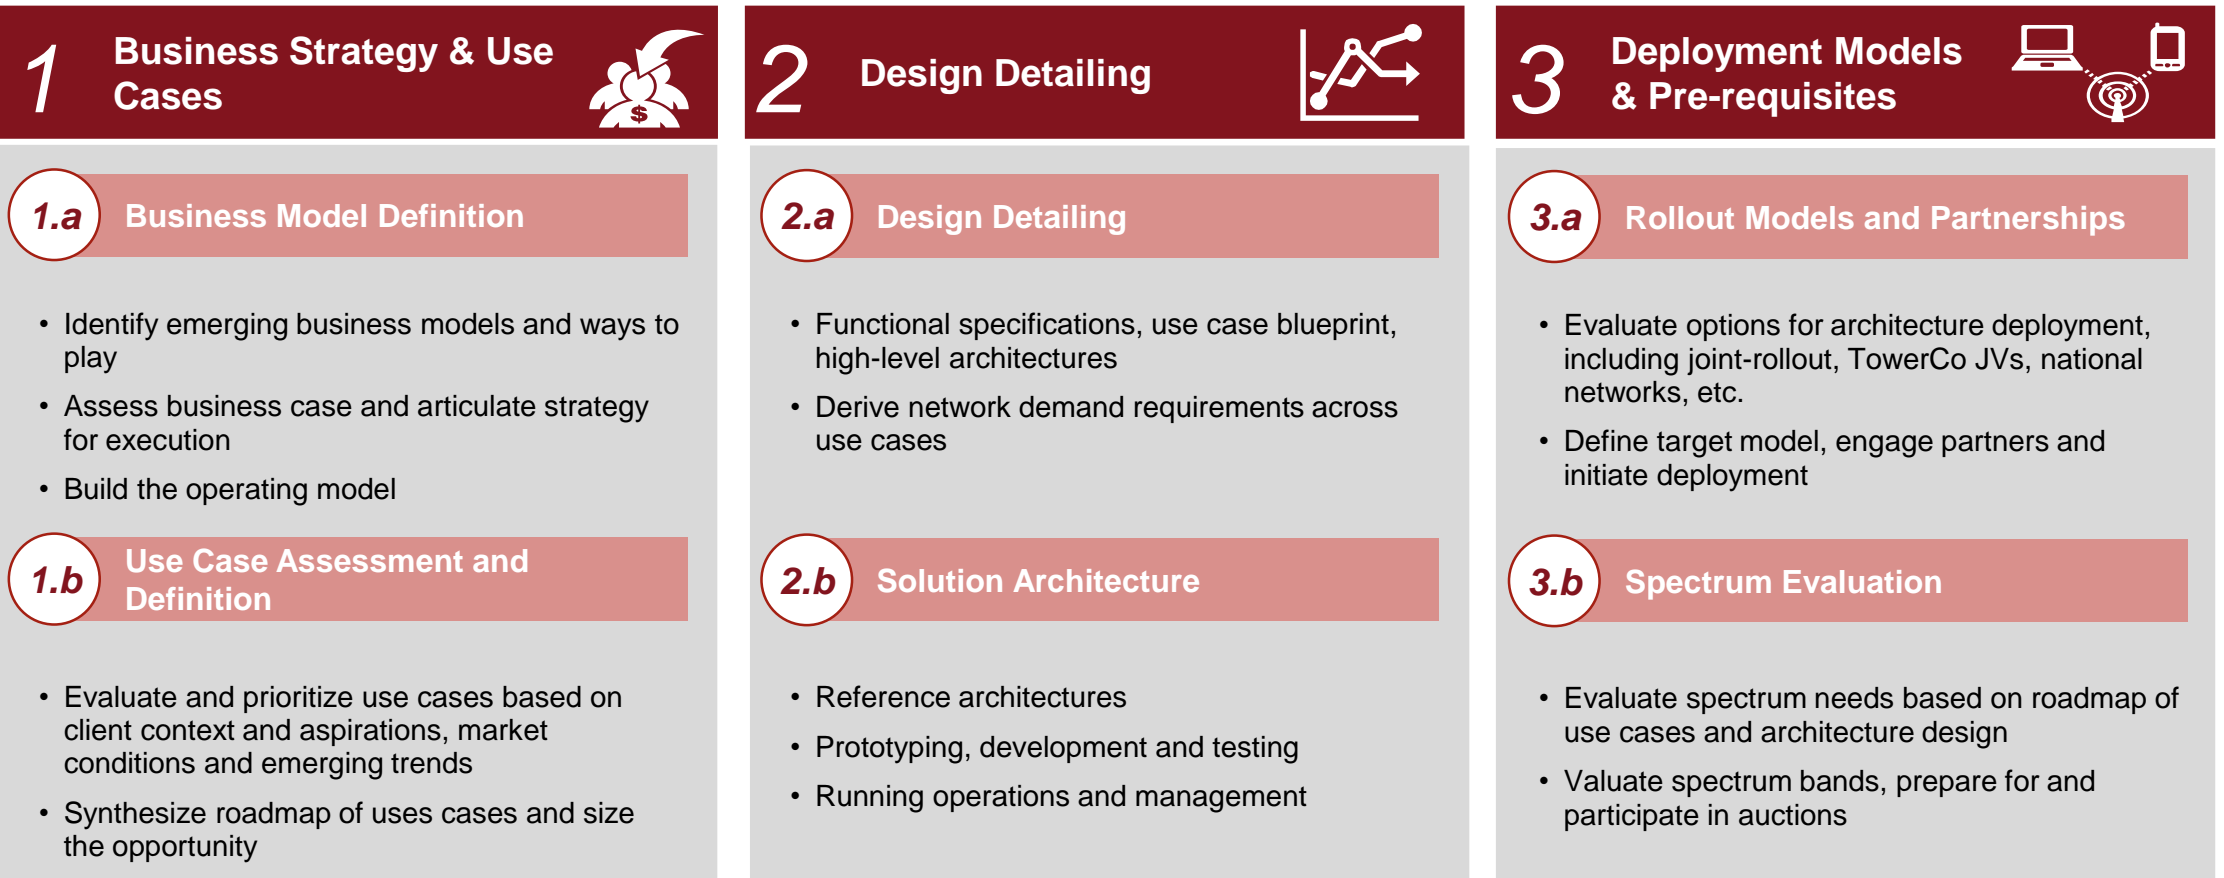 1
Business Strategy & Use
Cases
$
1.a
Business Model Definition
• Identify emerging business models and ways to
play
• Assess business case and articulate strategy
for execution
• Build the operating model
1.b
Use Case Assessment and
Definition
• Evaluate and prioritize use cases based on
client context and aspirations, market
conditions and emerging trends
• Synthesize roadmap of uses cases and size
the opportunity
2
Design Detailing
2.a
Design Detailing
• Functional specifications, use case blueprint,
high-level architectures
• Derive network demand requirements across
use cases
2.b
Solution Architecture
• Reference architectures
• Prototyping, development and testing
• Running operations and management
3
Deployment Models
& Pre-requisites
3.a
Rollout Models and Partnerships
• Evaluate options for architecture deployment,
including joint-rollout, TowerCo JVs, national
networks, etc.
• Define target model, engage partners and
initiate deployment
3.b
Spectrum Evaluation
• Evaluate spectrum needs based on roadmap of
use cases and architecture design
• Valuate spectrum bands, prepare for and
participate in auctions